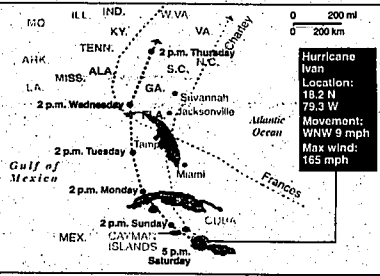 MO
ILL.
IND.
W.VA
KY.
VA.
0 200 mi
0 200 km
TENN.
2 p.m. Thursday
Charley
N.C.
S.C.
ARK.
MISS.
ALA.
GA.
LA.
2 p.m. Wednesday
Savannah
Jacksonville
Hurricane
Ivan
Location:
18.2 N
79.3 W
Movement:
WNW 9 mph
Max wind:
165 mph
Atlantic
Ocean
Tampa
2 p.m. Tuesday
Miami
Gulf of
Mexico
Frances
2 p.m. Monday
CUBA
2 p.m. Sunday
MEX.
CAYMAN
ISLANDS
5 p.m.
Saturday